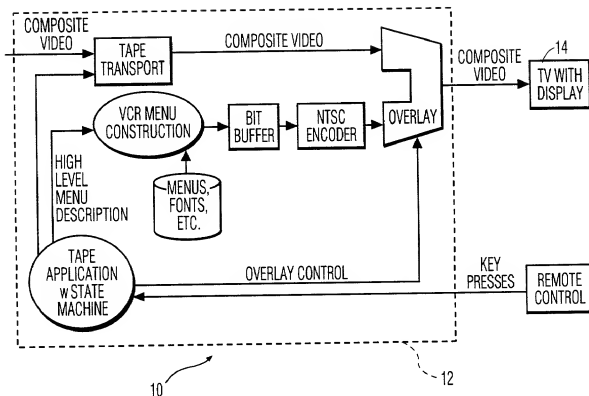 COMPOSITE
VIDEO
TAPE
TRANSPORT
COMPOSITE VIDEO
COMPOSITE
VIDEO
14
TV WITH
DISPLAY
VCR MENU
CONSTRUCTION
BIT
BUFFER
NTSC
ENCODER
OVERLAY
HIGH
LEVEL
MENU
DESCRIPTION
MENUS,
FONTS,
ETC.
TAPE
APPLICATION
w STATE
MACHINE
OVERLAY CONTROL
KEY
PRESSES
REMOTE
CONTROL
10
12